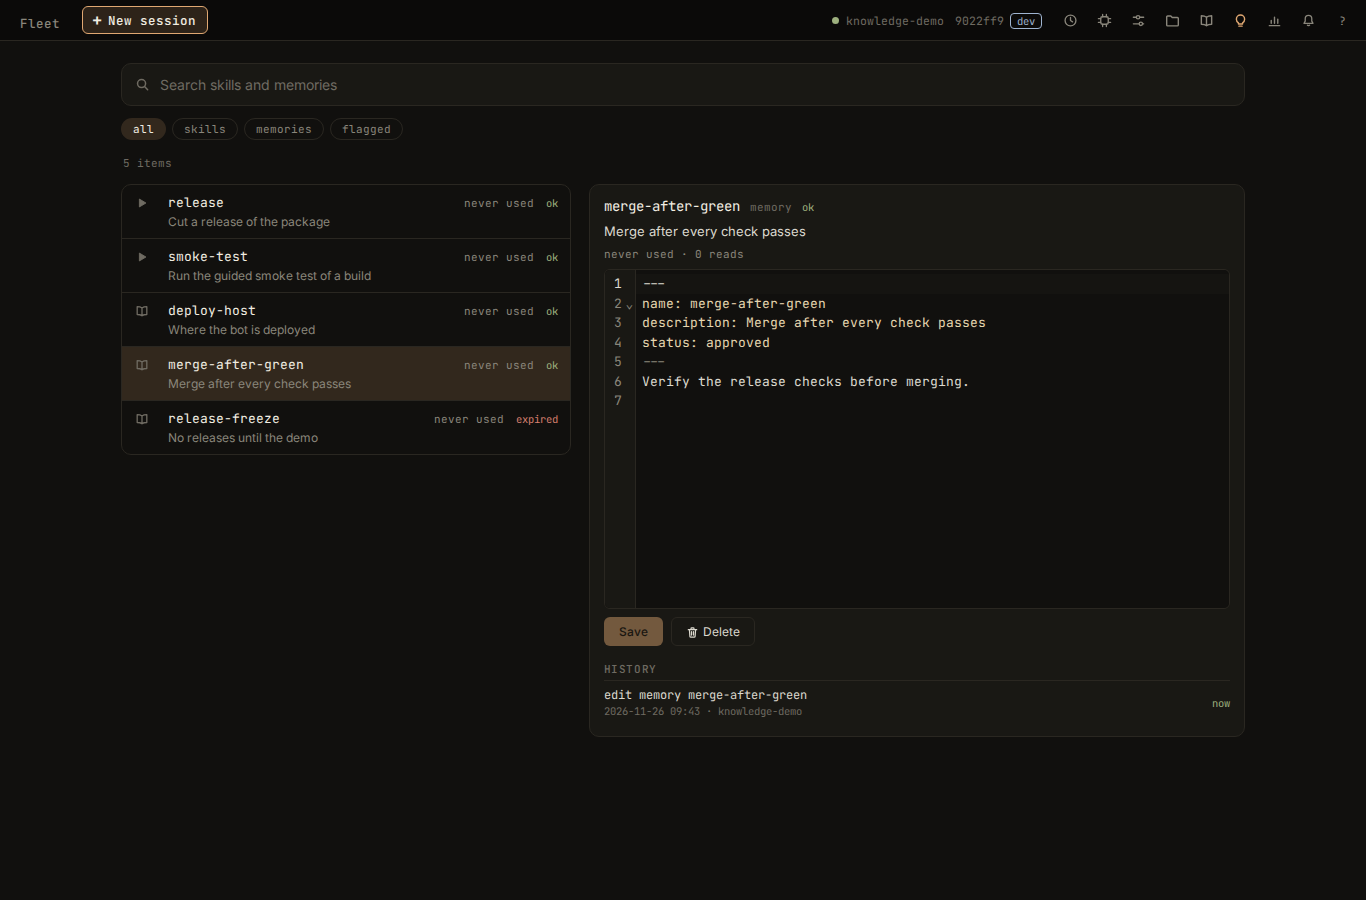 Fleet
+ New session
knowledge-demo 9022ff9 dev
?
Search skills and memories
all skills memories flagged
5 items
release never used ok
Cut a release of the package
smoke-test never used ok
Run the guided smoke test of a build
deploy-host never used ok
Where the bot is deployed
merge-after-green never used ok
Merge after every check passes
release-freeze never used expired
No releases until the demo
merge-after-green memory ok
Merge after every check passes
never used · 0 reads
1 ---
2 name: merge-after-green
3 description: Merge after every check passes
4 status: approved
5 ---
6 Verify the release checks before merging.
7
Save Delete
HISTORY
edit memory merge-after-green
2026-11-26 09:43 · knowledge-demo
now